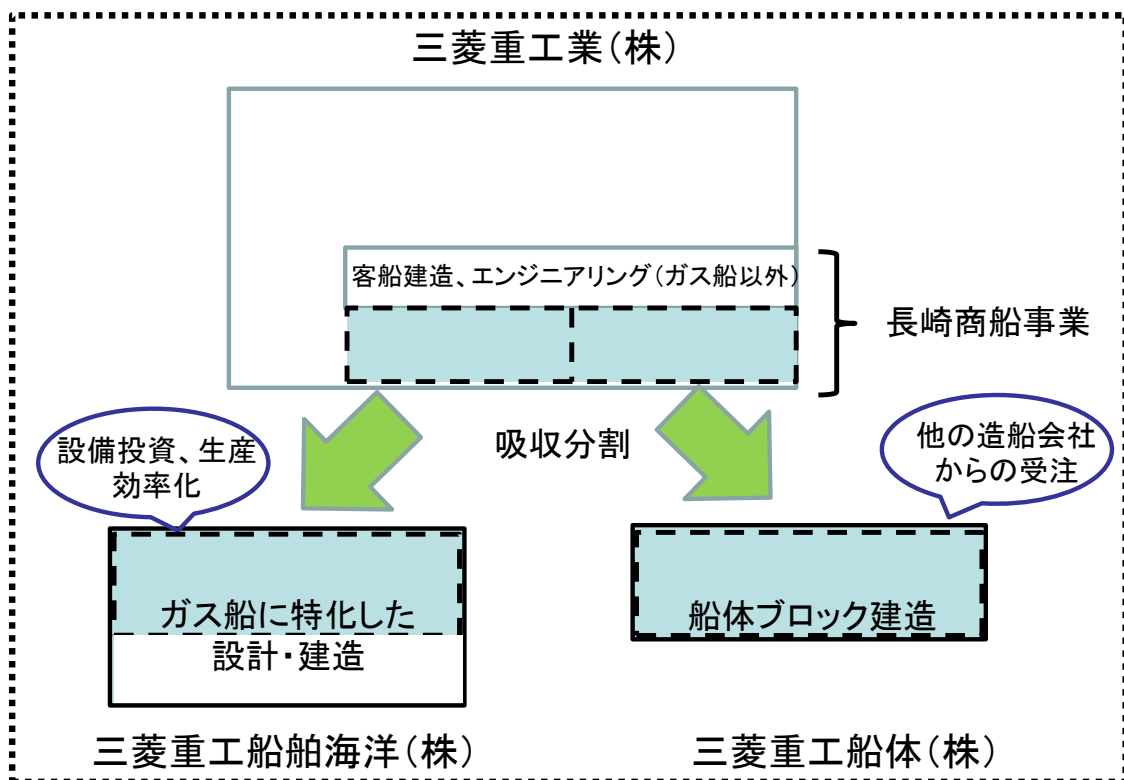 三菱重工業(株)
客船建造、エンジニアリング(ガス船以外)
長崎商船事業
設備投資、生産
効率化
吸収分割
他の造船会社
からの受注
ガス船に特化した
設計・建造
船体ブロック建造
三菱重工船舶海洋(株)
三菱重工船体(株)